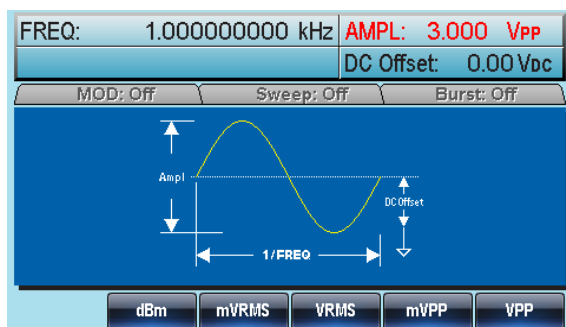 FREQ: 1.000000000 kHz AMPL: 3.000 VPP
DC Offset: 0.00 VDC
MOD: Off Sweep: Off Burst: Off
Ampl
DC Offset
1/FREQ
dBm mVRMS VRMS mVPP VPP